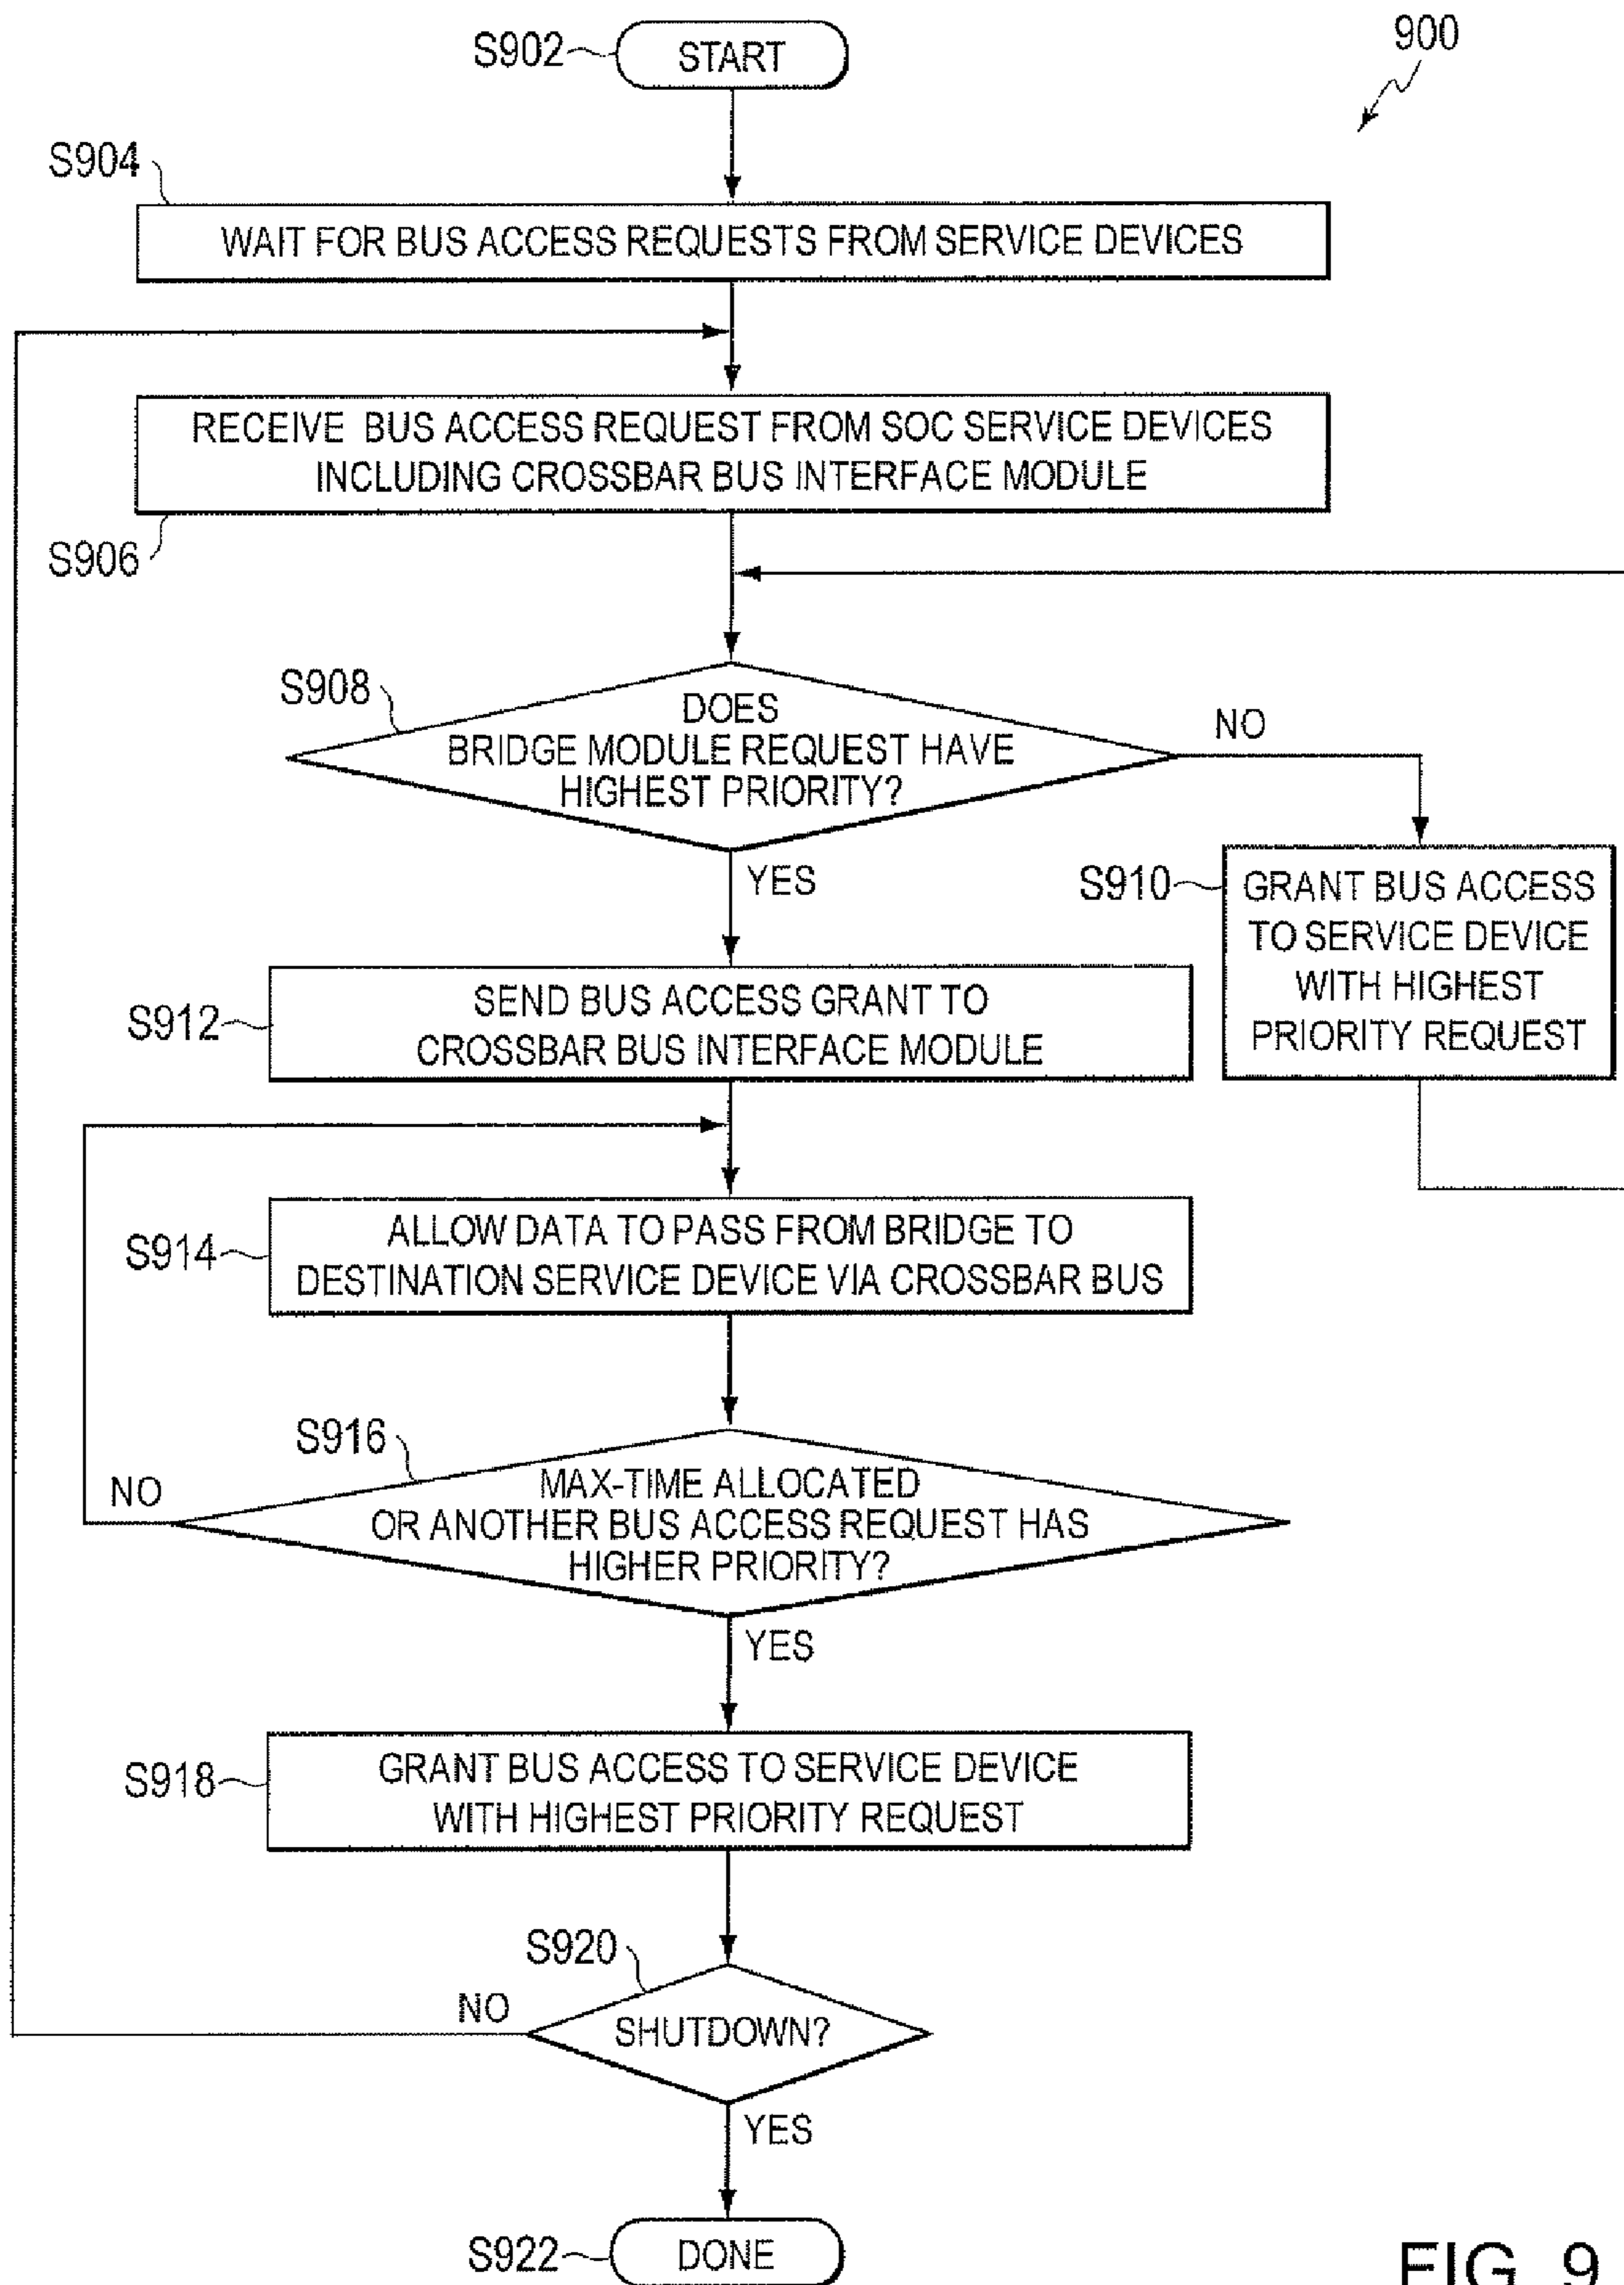 900
S902
START
S904
WAIT FOR BUS ACCESS REQUESTS FROM SERVICE DEVICES
RECEIVE BUS ACCESS REQUEST FROM SOC SERVICE DEVICES
INCLUDING CROSSBAR BUS INTERFACE MODULE
S906
S908
DOES
BRIDGE MODULE REQUEST HAVE
HIGHEST PRIORITY?
NO
YES
S910
GRANT BUS ACCESS
TO SERVICE DEVICE
WITH HIGHEST
PRIORITY REQUEST
S912
SEND BUS ACCESS GRANT TO
CROSSBAR BUS INTERFACE MODULE
S914
ALLOW DATA TO PASS FROM BRIDGE TO
DESTINATION SERVICE DEVICE VIA CROSSBAR BUS
S916
NO
MAX-TIME ALLOCATED
OR ANOTHER BUS ACCESS REQUEST HAS
HIGHER PRIORITY?
YES
S918
GRANT BUS ACCESS TO SERVICE DEVICE
WITH HIGHEST PRIORITY REQUEST
S920
NO
SHUTDOWN?
YES
S922
DONE
FIG. 9